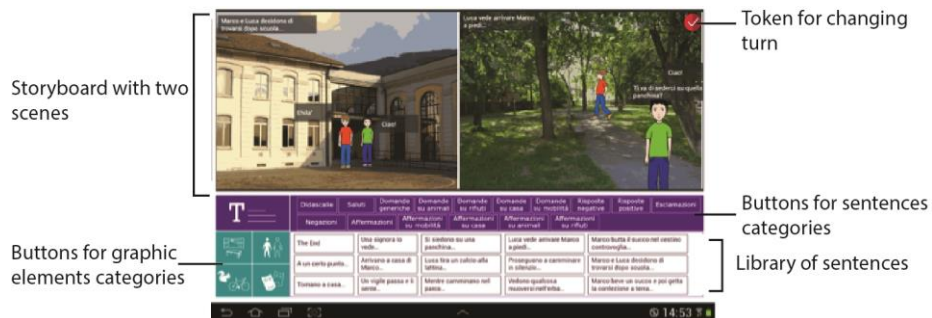 Storyboard with two
scenes
Buttons for graphic
elements categories
Token for changing
turn
Buttons for sentences
categories
Library of sentences
Marco e Luca decidono di
trovarsi dopo scuola...
Luca vede arrivare Marco
a piedi...
Ciao!
Ciao!
Ti va di sederci su quella
panchina?
T
Didascalie
Saluti
Domande
generiche
Domande
su animali
Domande
su rifiuti
Domande
su casa
Domande
su mobilità
Risposte
negative
Risposte
positive
Esclamazioni
Negazioni
Affermazioni
Affermazioni
su mobilità
Affermazioni
su casa
Affermazioni
su animali
Affermazioni
su rifiuti
The End
Una signora lo
vede...
Si siedono su una
panchina...
Luca vede arrivare Marco
a piedi...
Marco butta il succo nel cestino
controvoglia...
A un certo punto...
Arrivano a casa di
Marco...
Luca tira un calcio alla
lattina...
Proseguono a camminare
in silenzio...
Marco e Luca decidono di
trovarsi dopo scuola...
Tornano a casa...
Un vigile passa e li
sente...
Mentre camminano nel
parco...
Vedono qualcosa
muoversi nell'erba...
Marco beve un succo e poi getta
la confezione a terra...
14:53